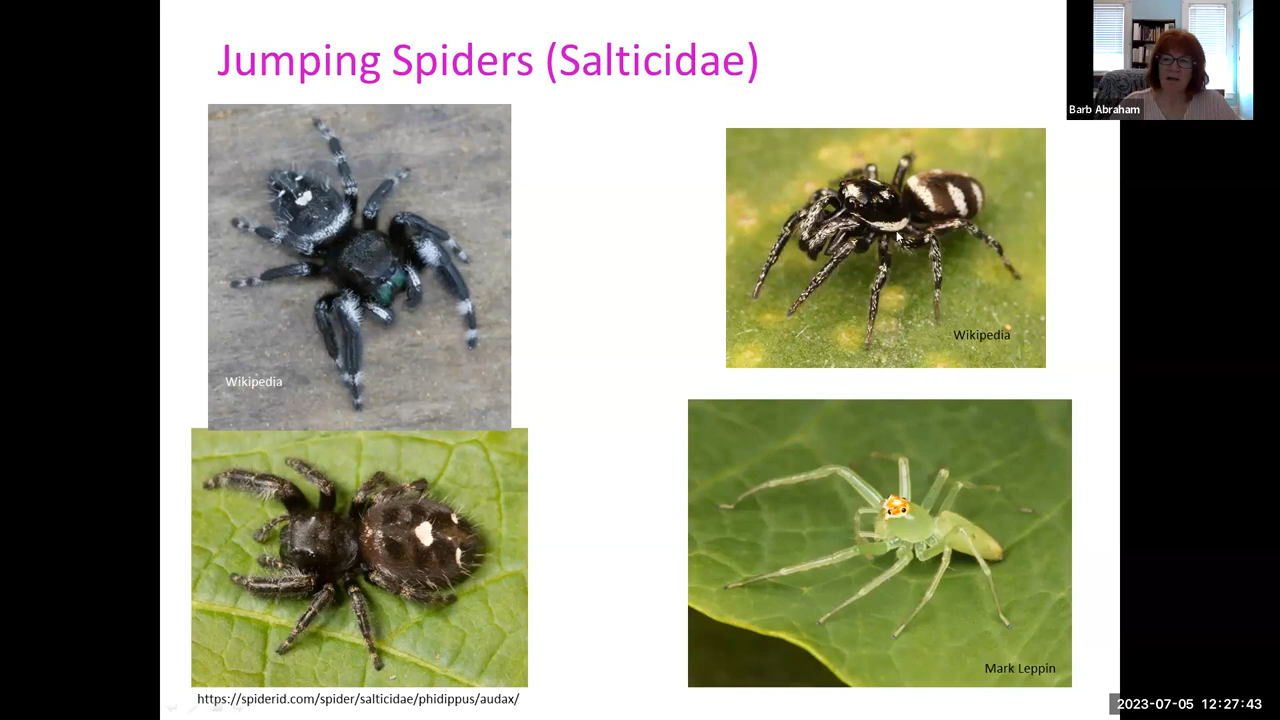 Jumping Spiders (Salticidae)
Barb Abraham
Wikipedia
Wikipedia
Mark Leppin
https://spiderid.com/spider/salticidae/phidippus/audax/
2023-07-05 12:27:43